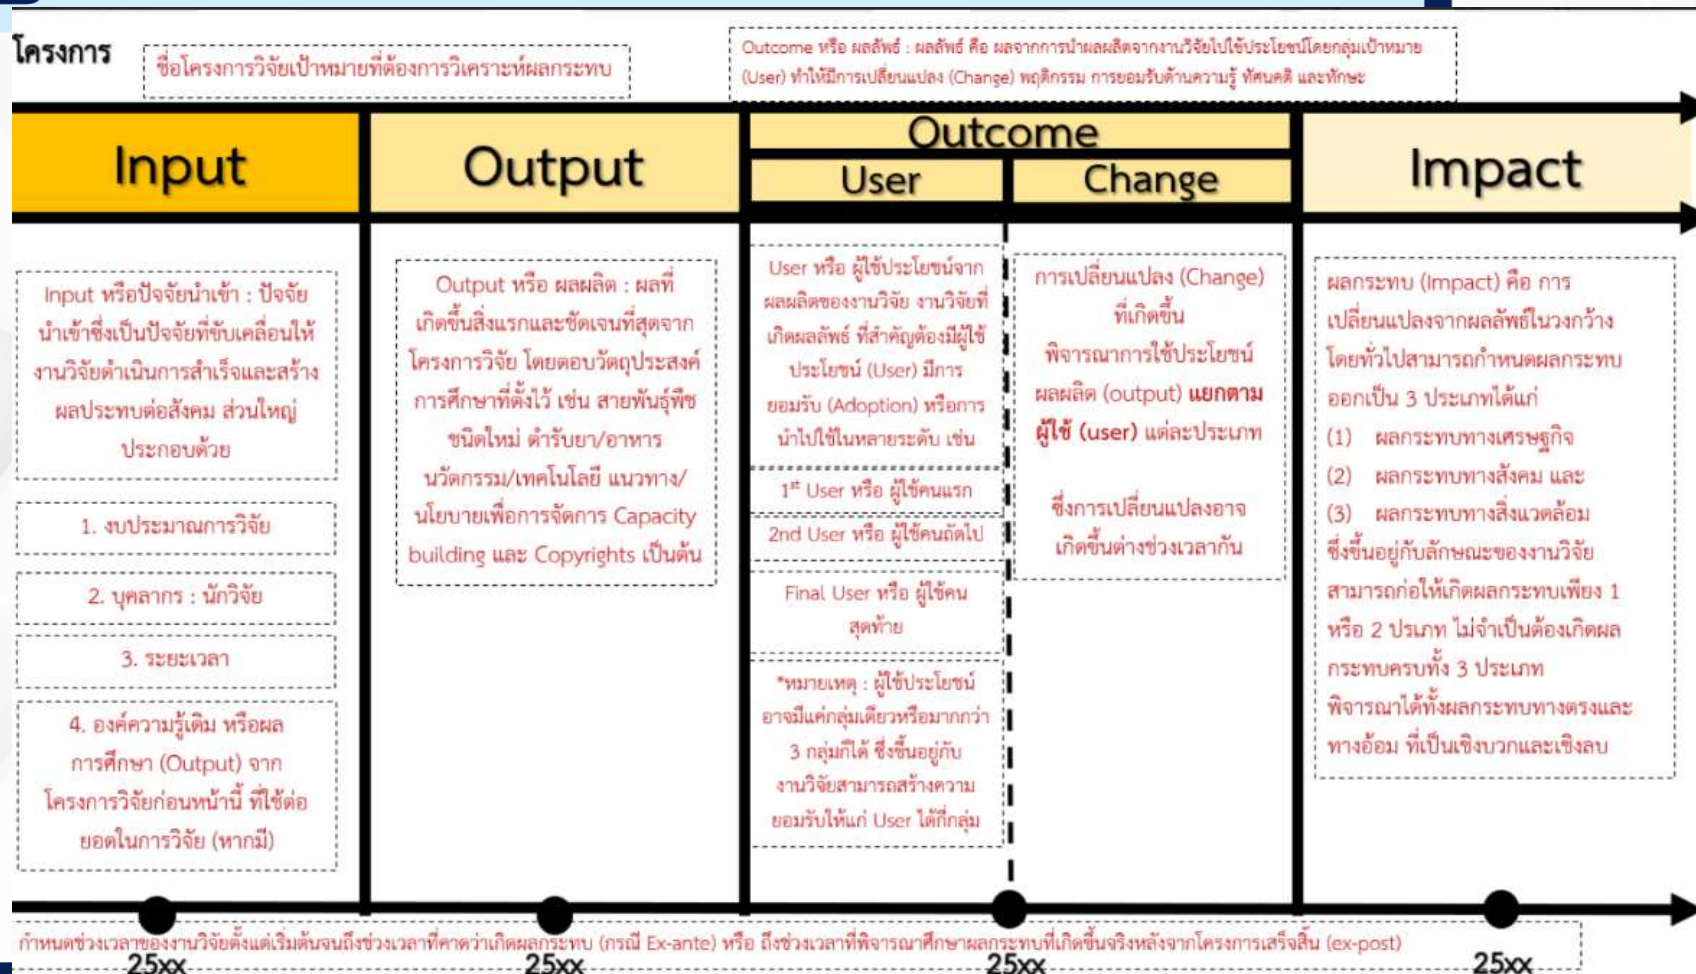 โครงการ
ชื่อโครงการวิจัยเป้าหมายที่ต้องการวิเคราะห์ผลกระทบ
Outcome หรือ ผลลัพธ์ : ผลลัพธ์ คือ ผลจากการนำผลผลิตจากงานวิจัยไปใช้ประโยชน์โดยกลุ่มเป้าหมาย
(User) ทำให้มีการเปลี่ยนแปลง (Change) พฤติกรรม การยอมรับด้านความรู้ ทัศนคติ และทักษะ
Input
Output
Outcome
User
Change
Impact
Input หรือปัจจัยนำเข้า : ปัจจัย
นำเข้าซึ่งเป็นปัจจัยที่ขับเคลื่อนให้
งานวิจัยดำเนินการสำเร็จและสร้าง
ผลประทบต่อสังคม ส่วนใหญ่
ประกอบด้วย
1. งบประมาณการวิจัย
2. บุคลากร : นักวิจัย
3. ระยะเวลา
4. องค์ความรู้เดิม หรือผล
การศึกษา (Output) จาก
โครงการวิจัยก่อนหน้านี้ ที่ใช้ต่อ
ยอดในการวิจัย (หากมี)
Output หรือ ผลผลิต : ผลที่
เกิดขึ้นสิ่งแรกและชัดเจนที่สุดจาก
โครงการวิจัย โดยตอบวัตถุประสงค์
การศึกษาที่ตั้งไว้ เช่น สายพันธุ์พืช
ชนิดใหม่ ตำรับยา/อาหาร
นวัตกรรม/เทคโนโลยี แนวทาง/
นโยบายเพื่อการจัดการ Capacity
building และ Copyrights เป็นต้น
User หรือ ผู้ใช้ประโยชน์จาก
ผลผลิตของงานวิจัย งานวิจัยที่
เกิดผลลัพธ์ ที่สำคัญต้องมีผู้ใช้
ประโยชน์ (User) มีการ
ยอมรับ (Adoption) หรือการ
นำไปใช้ในหลายระดับ เช่น
1st User หรือ ผู้ใช้คนแรก
2nd User หรือ ผู้ใช้คนถัดไป
Final User หรือ ผู้ใช้คน
สุดท้าย
*หมายเหตุ : ผู้ใช้ประโยชน์
อาจมีแค่กลุ่มเดียวหรือมากกว่า
3 กลุ่มก็ได้ ซึ่งขึ้นอยู่กับ
งานวิจัยสามารถสร้างความ
ยอมรับให้แก่ User ได้กี่กลุ่ม
การเปลี่ยนแปลง (Change)
ที่เกิดขึ้น
พิจารณาการใช้ประโยชน์
ผลผลิต (output) แยกตาม
ผู้ใช้ (user) แต่ละประเภท
ซึ่งการเปลี่ยนแปลงอาจ
เกิดขึ้นต่างช่วงเวลากัน
ผลกระทบ (Impact) คือ การ
เปลี่ยนแปลงจากผลลัพธ์ในวงกว้าง
โดยทั่วไปสามารถกำหนดผลกระทบ
ออกเป็น 3 ประเภทได้แก่
(1) ผลกระทบทางเศรษฐกิจ
(2) ผลกระทบทางสังคม และ
(3) ผลกระทบทางสิ่งแวดล้อม
ซึ่งขึ้นอยู่กับลักษณะของงานวิจัย
สามารถก่อให้เกิดผลกระทบเพียง 1
หรือ 2 ปรเภท ไม่จำเป็นต้องเกิดผล
กระทบครบทั้ง 3 ประเภท
พิจารณาได้ทั้งผลกระทบทางตรงและ
ทางอ้อม ที่เป็นเชิงบวกและเชิงลบ
กำหนดช่วงเวลาของงานวิจัยตั้งแต่เริ่มต้นจนถึงช่วงเวลาที่คาดว่าเกิดผลกระทบ (กรณี Ex-ante) หรือ ถึงช่วงเวลาที่พิจารณาศึกษาผลกระทบที่เกิดขึ้นจริงหลังจากโครงการเสร็จสิ้น (ex-post)
25xx
25xx
25xx
25xx